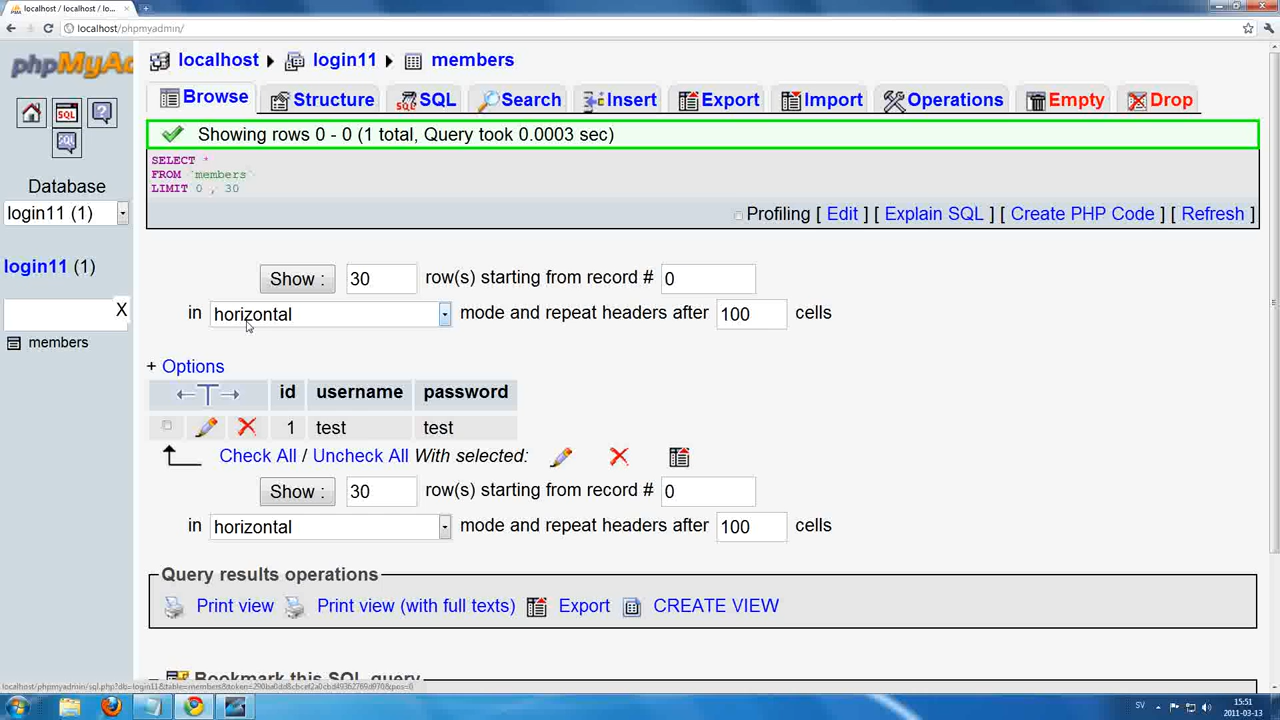 localhost / localhost / lo...
localhost/phpmyadmin/
phpMyAd
localhost ▸ login11 ▸ members
Browse Structure SQL Search Insert Export Import Operations Empty Drop
Showing rows 0 - 0 (1 total, Query took 0.0003 sec)
SELECT *
FROM `members`
LIMIT 0 , 30
Profiling [ Edit ] [ Explain SQL ] [ Create PHP Code ] [ Refresh ]
SQL
SQL
Database
login11 (1)
login11 (1)
X
members
Show : 30 row(s) starting from record # 0
in horizontal mode and repeat headers after 100 cells
+ Options
←T→ id username password
1 test test
Check All / Uncheck All With selected:
Show : 30 row(s) starting from record # 0
in horizontal mode and repeat headers after 100 cells
Query results operations
Print view Print view (with full texts) Export CREATE VIEW
Bookmark this SQL query
SV
15:51
2011-03-13